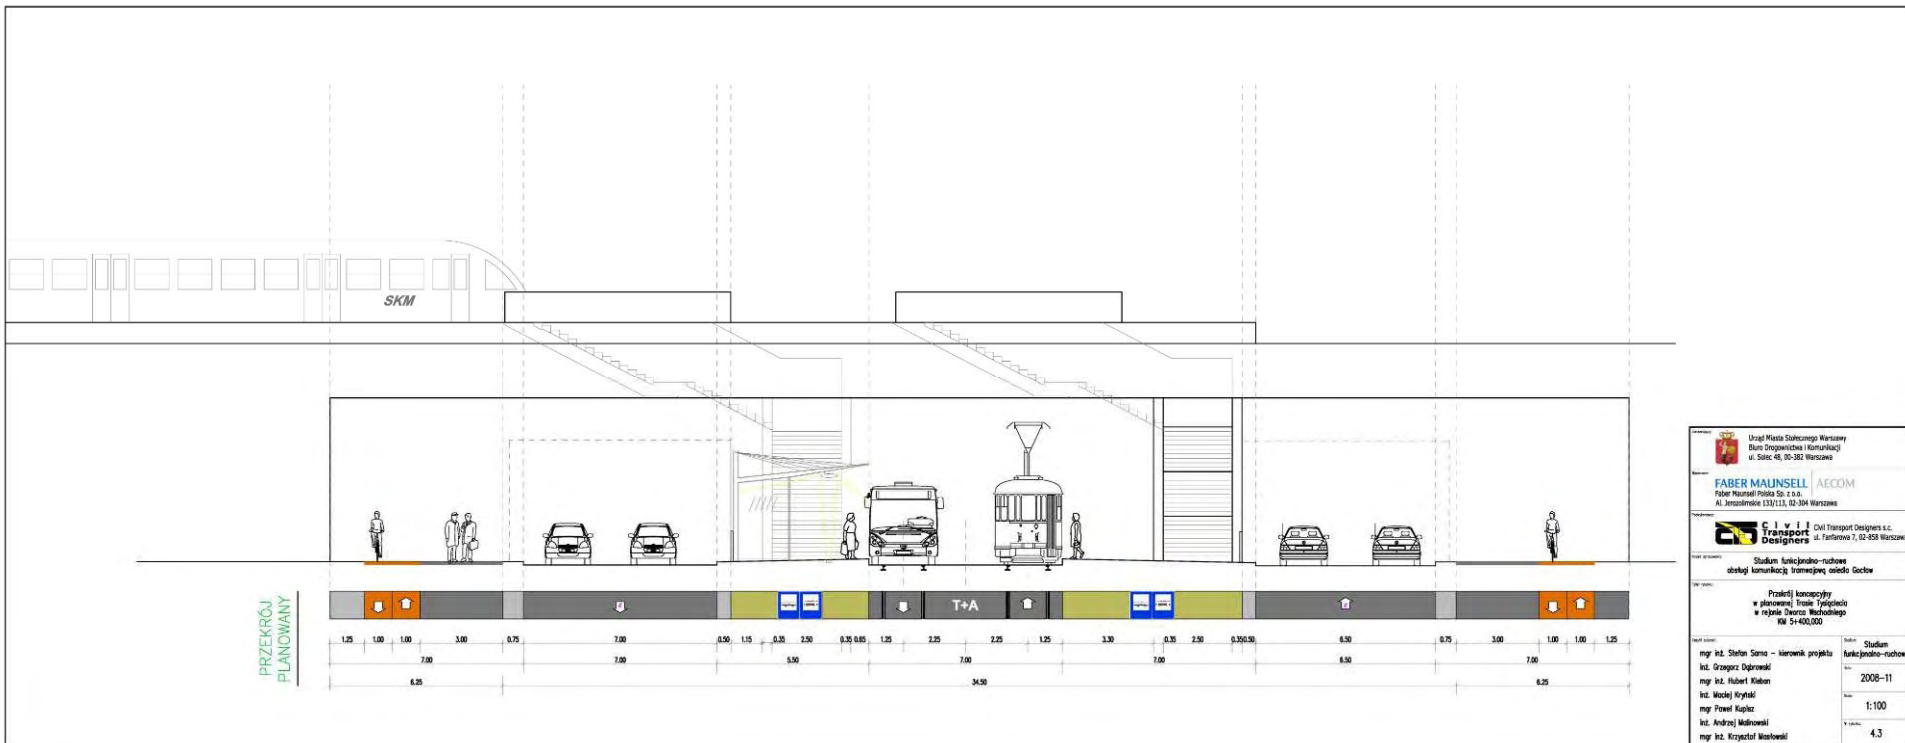 SKM
PRZEKRÓJ
PLANOWANY
T+A
1.25 1.00 1.00 3.00 0.75 7.00 0.50 1.15 0.35 2.50 0.35 0.65 1.25 2.25 2.25 1.25 3.30 0.35 2.50 0.35 0.50 6.50 0.75 3.00 1.00 1.00 1.25
7.00 7.00 5.50 7.00 7.00 6.50 7.00
6.25 34.50 6.25
Urząd Miasta Stołecznego Warszawy
Biuro Drogownictwa i Komunikacji
ul. Solec 48, 00-382 Warszawa
FABER MAUNSELL | AECOM
Faber Maunsell Polska Sp. z o.o.
Al. Jerozolimskie 133/113, 02-304 Warszawa
Civil
Transport
Designers
Civil Transport Designers s.c.
ul. Fanfarowa 7, 02-858 Warszawa
Studium funkcjonalno-ruchowe
obsługi komunikacją tramwajową osiedla Gocław
Przekrój koncepcyjny
w planowanej Trasie Tysiąclecia
w rejonie Dworca Wschodniego
KM 5+400,000
mgr inż. Stefan Sarna – kierownik projektu
inż. Grzegorz Dąbrowski
mgr inż. Hubert Kleban
inż. Maciej Kryński
mgr Paweł Kupisz
inż. Andrzej Malinowski
mgr inż. Krzysztof Masłowski
Studium
funkcjonalno-ruchowe
2008-11
1:100
4.3